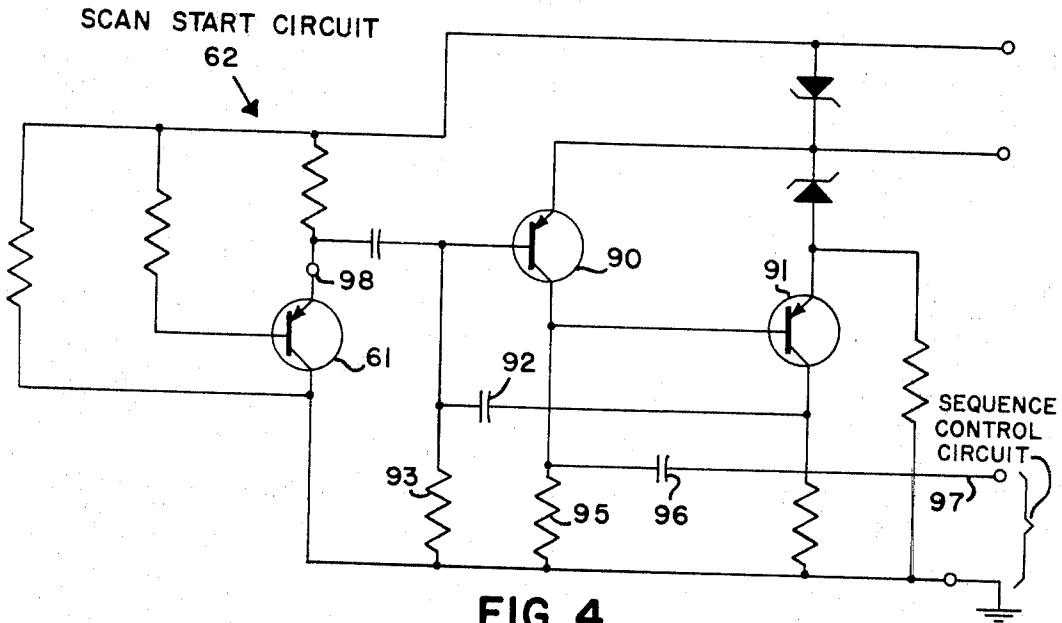 SCAN START CIRCUIT
62
98
90
91
61
92
SEQUENCE
CONTROL
CIRCUIT
93
95
96
97
FIG 4